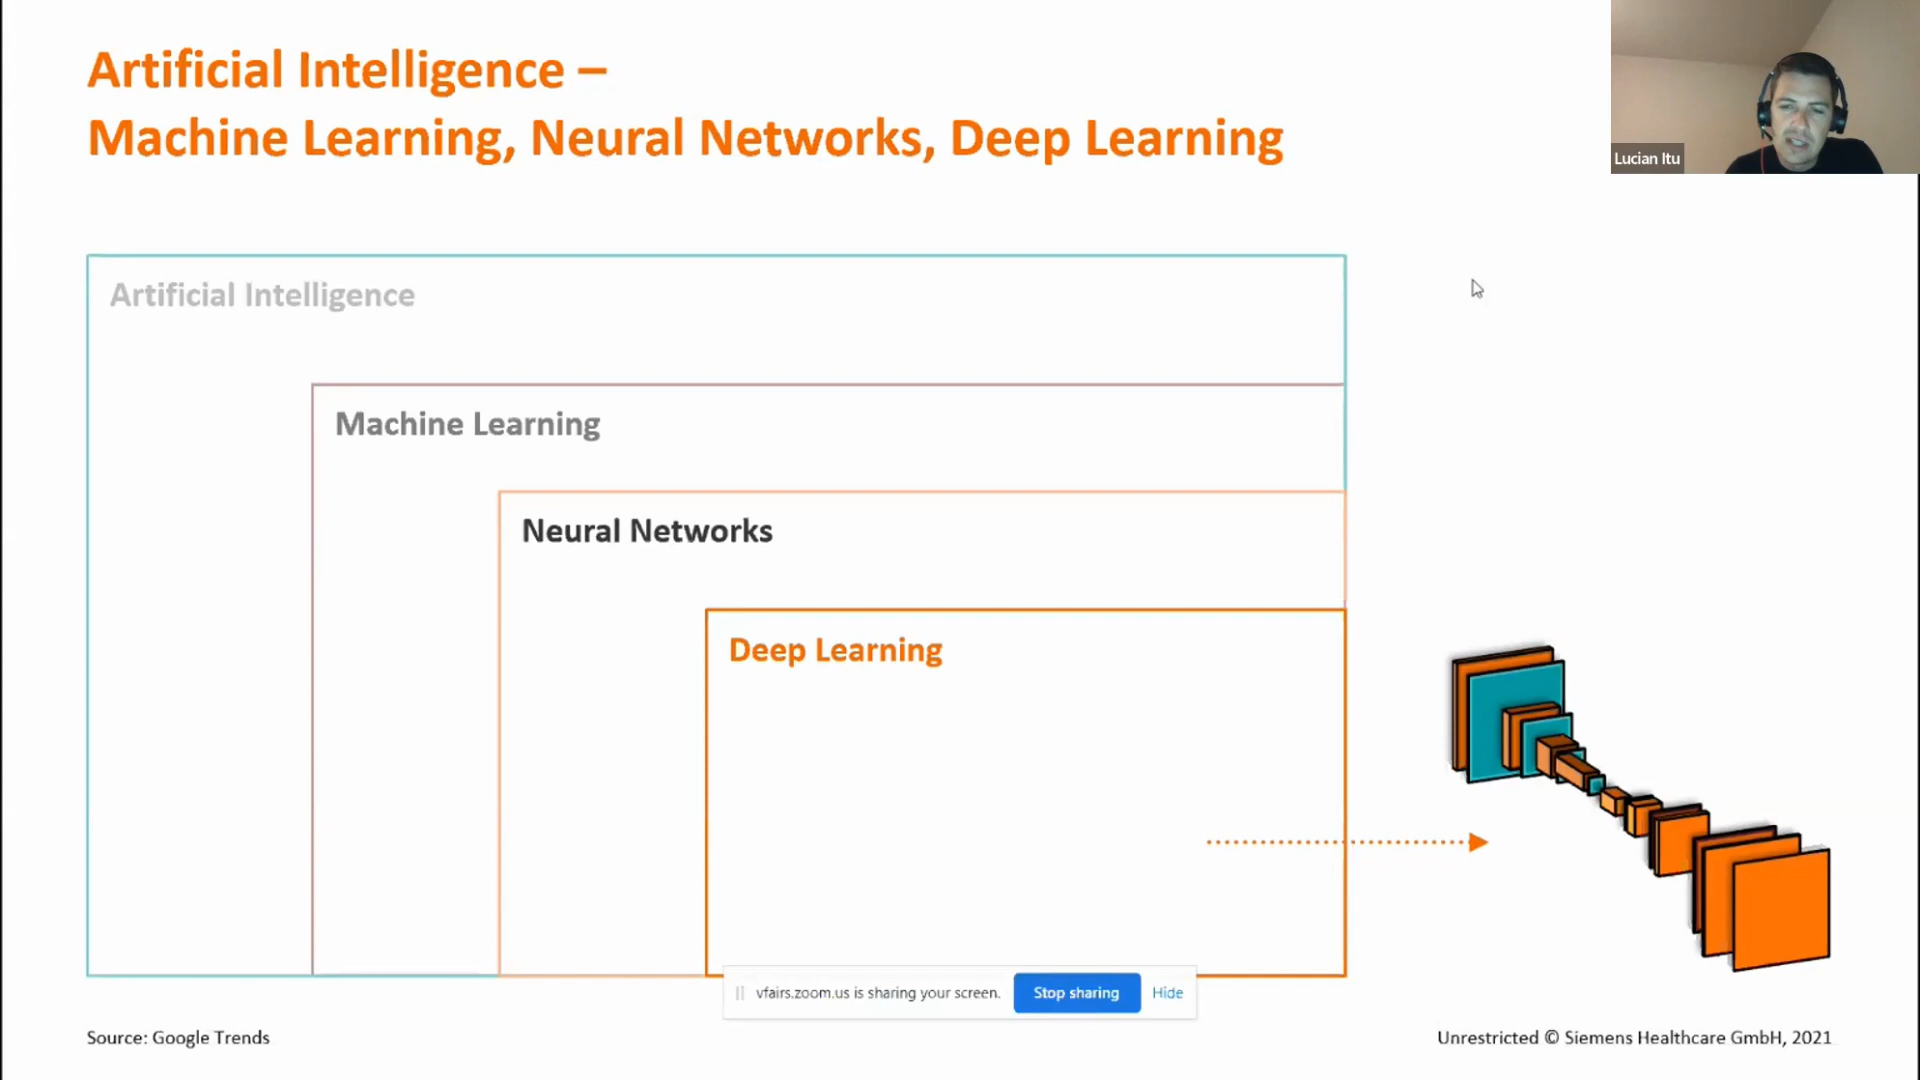 Artificial Intelligence –
Machine Learning, Neural Networks, Deep Learning
Lucian Itu
Artificial Intelligence
Machine Learning
Neural Networks
Deep Learning
vfairs.zoom.us is sharing your screen.
Stop sharing
Hide
Source: Google Trends
Unrestricted © Siemens Healthcare GmbH, 2021